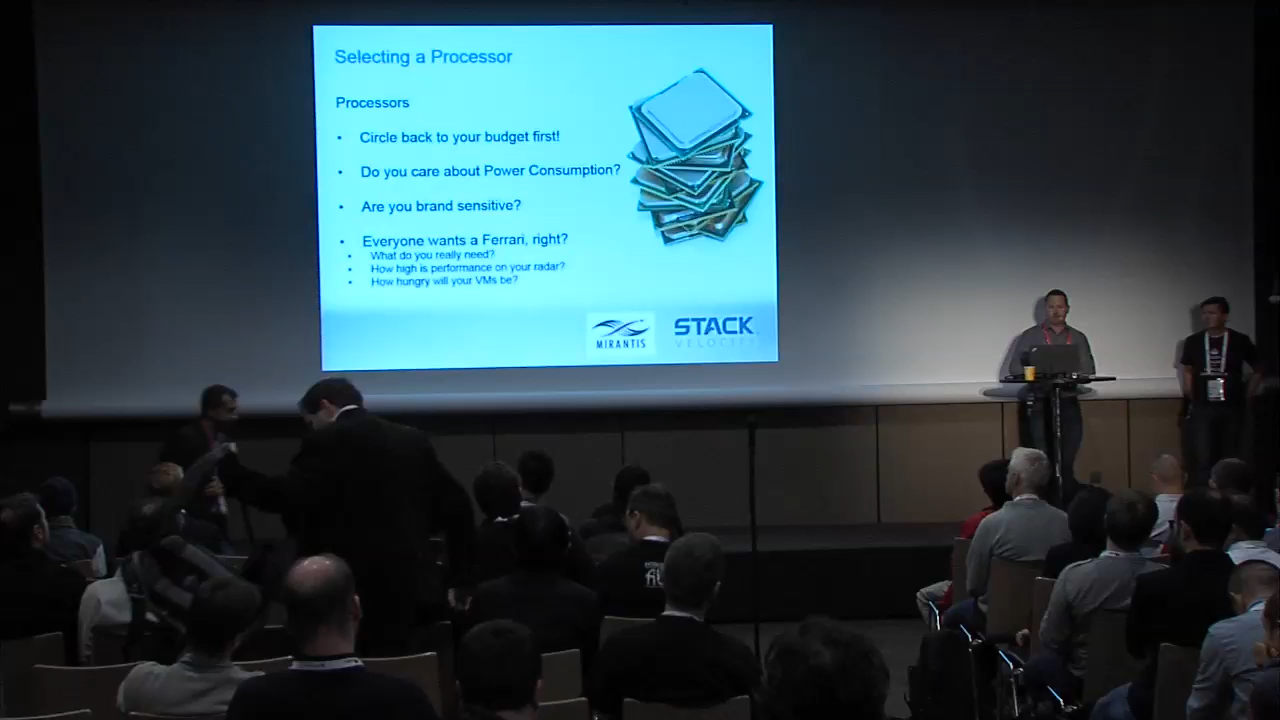 Selecting a Processor
Processors
• Circle back to your budget first!
• Do you care about Power Consumption?
• Are you brand sensitive?
• Everyone wants a Ferrari, right?
• What do you really need?
• How high is performance on your radar?
• How hungry will your VMs be?
MIRANTIS
STACK
VELOCITY